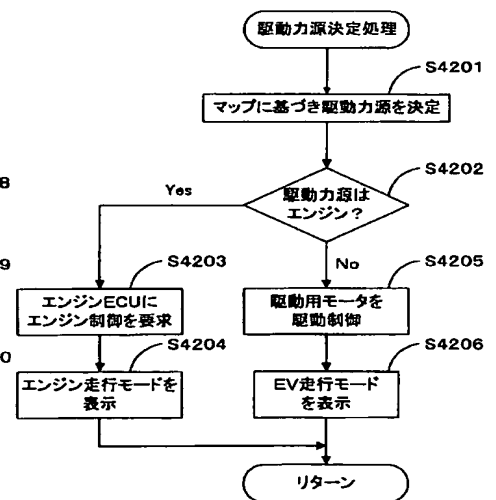 駆動力源決定処理
S4201
マップに基づき駆動力源を決定
S4202
駆動力源は
エンジン？
Yes
No
8
9
0
S4203
エンジンECUに
エンジン制御を要求
S4205
駆動用モータを
駆動制御
S4204
エンジン走行モードを
表示
S4206
EV走行モード
を表示
リターン